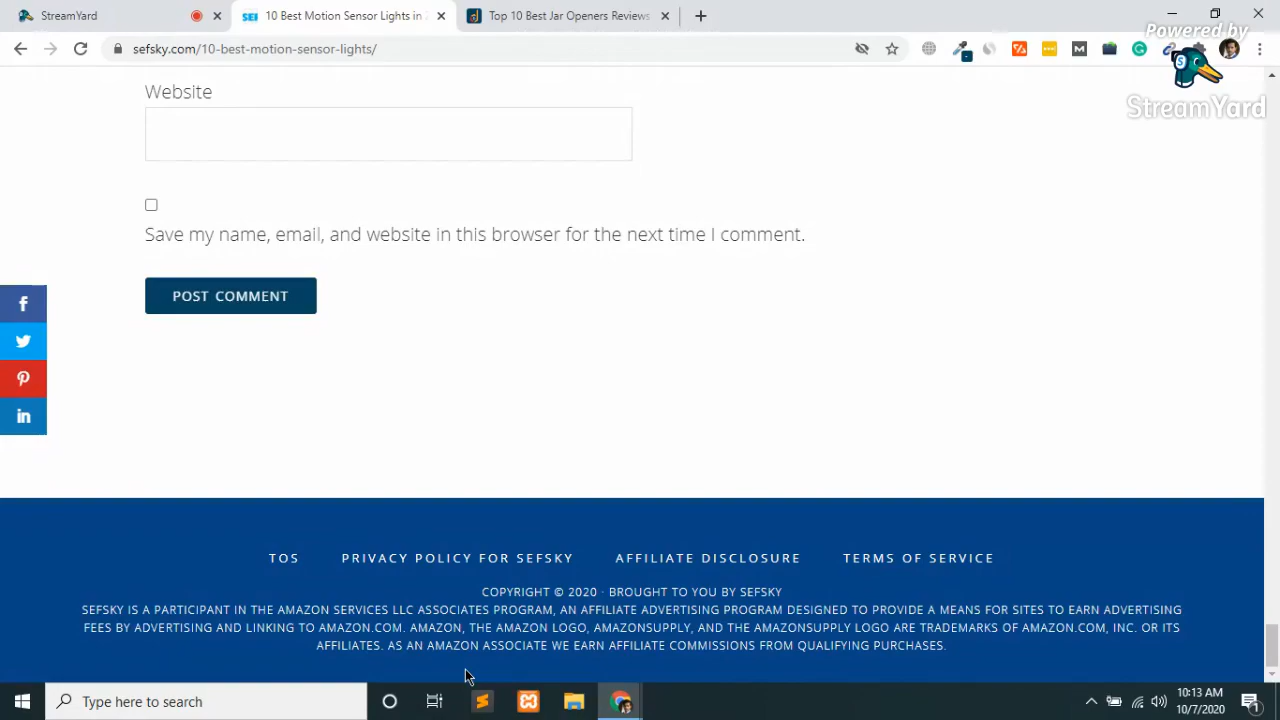 StreamYard
SEF 10 Best Motion Sensor Lights in
Top 10 Best Jar Openers Reviews
sefsky.com/10-best-motion-sensor-lights/
Powered by
StreamYard
Website
Save my name, email, and website in this browser for the next time I comment.
POST COMMENT
TOS PRIVACY POLICY FOR SEFSKY AFFILIATE DISCLOSURE TERMS OF SERVICE
COPYRIGHT © 2020 · BROUGHT TO YOU BY SEFSKY
SEFSKY IS A PARTICIPANT IN THE AMAZON SERVICES LLC ASSOCIATES PROGRAM, AN AFFILIATE ADVERTISING PROGRAM DESIGNED TO PROVIDE A MEANS FOR SITES TO EARN ADVERTISING
FEES BY ADVERTISING AND LINKING TO AMAZON.COM. AMAZON, THE AMAZON LOGO, AMAZONSUPPLY, AND THE AMAZONSUPPLY LOGO ARE TRADEMARKS OF AMAZON.COM, INC. OR ITS
AFFILIATES. AS AN AMAZON ASSOCIATE WE EARN AFFILIATE COMMISSIONS FROM QUALIFYING PURCHASES.
Type here to search
10:13 AM
10/7/2020